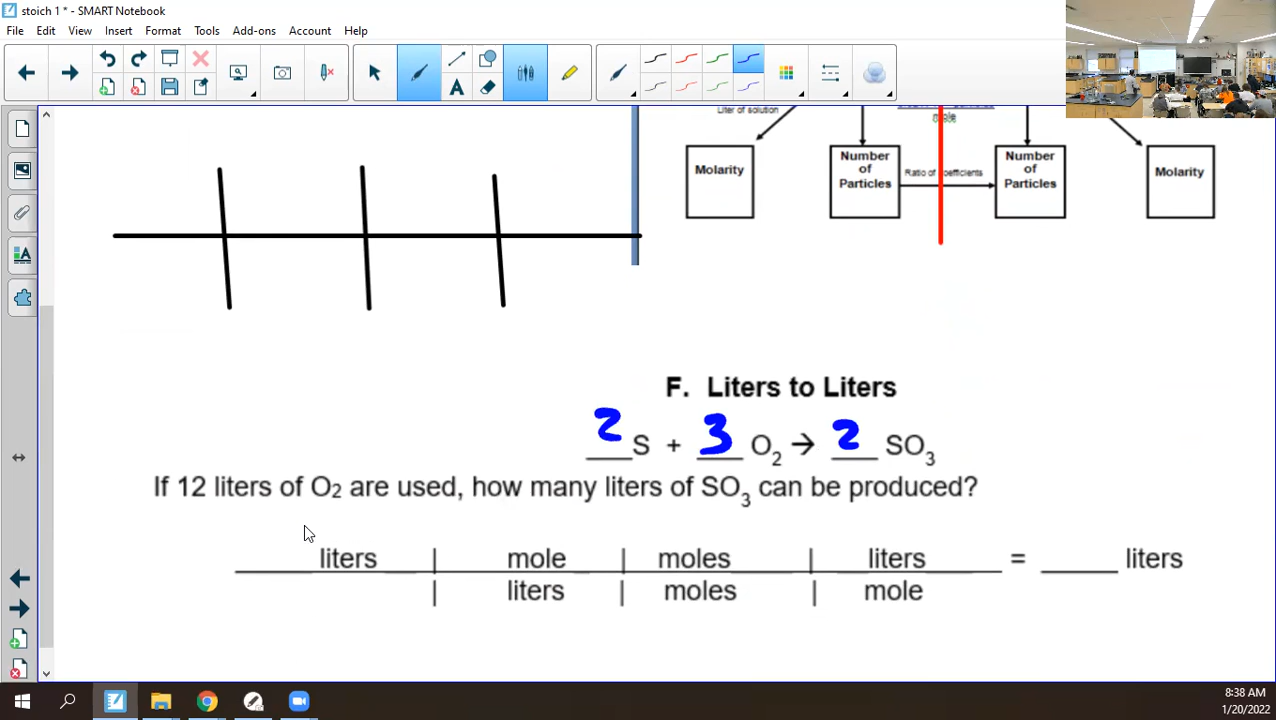 stoich 1 * - SMART Notebook
File Edit View Insert Format Tools Add-ons Account Help
A
A
Liter of solution
mole
Molarity
Number
of
Particles
Ratio of Coefficients
Number
of
Particles
Molarity
F. Liters to Liters
2 S + 3 O2 → 2 SO3
If 12 liters of O2 are used, how many liters of SO3 can be produced?
_____liters | mole | moles | liters = _____ liters
| liters | moles | mole
8:38 AM
1/20/2022